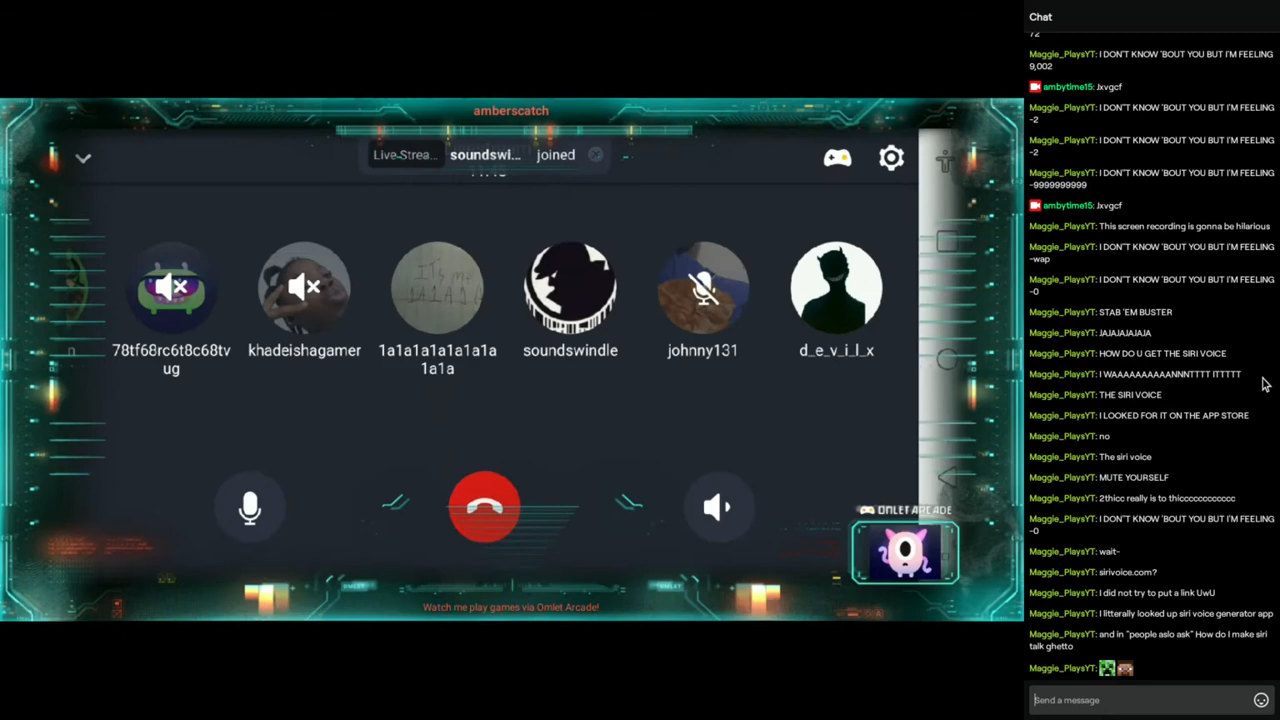 amberscatch
Live Strea... soundswi... joined
n
78tf68rc6t8c68tv
ug
khadeishagamer
1a1a1a1a1a1a1a
1a1a
soundswindle
johnny131
d_e_v_i_l_x
OMLET ARCADE
Watch me play games via Omlet Arcade!
Chat
72
Maggie_PlaysYT: I DON'T KNOW 'BOUT YOU BUT I'M FEELING
9,002
ambytime15: Jxvgcf
Maggie_PlaysYT: I DON"T KNOW 'BOUT YOU BUT I'M FEELING
-2
Maggie_PlaysYT: I DON"T KNOW 'BOUT YOU BUT I'M FEELING
-2
Maggie_PlaysYT: I DON"T KNOW 'BOUT YOU BUT I'M FEELING
-9999999999
ambytime15: Jxvgcf
Maggie_PlaysYT: This screen recording is gonna be hilarious
Maggie_PlaysYT: I DON"T KNOW 'BOUT YOU BUT I'M FEELING
-wap
Maggie_PlaysYT: I DON"T KNOW 'BOUT YOU BUT I'M FEELING
-0
Maggie_PlaysYT: STAB 'EM BUSTER
Maggie_PlaysYT: JAJAJAJAJAJA
Maggie_PlaysYT: HOW DO U GET THE SIRI VOICE
Maggie_PlaysYT: I WAAAAAAAAAANNNTTTT ITTTTT
Maggie_PlaysYT: THE SIRI VOICE
Maggie_PlaysYT: I LOOKED FOR IT ON THE APP STORE
Maggie_PlaysYT: no
Maggie_PlaysYT: The siri voice
Maggie_PlaysYT: MUTE YOURSELF
Maggie_PlaysYT: 2thicc really is to thicccccccccccc
Maggie_PlaysYT: I DON"T KNOW 'BOUT YOU BUT I'M FEELING
-0
Maggie_PlaysYT: wait-
Maggie_PlaysYT: sirivoice.com?
Maggie_PlaysYT: I did not try to put a link UwU
Maggie_PlaysYT: I litterally looked up siri voice generator app
Maggie_PlaysYT: and in "people aslo ask" How do I make siri
talk ghetto
Maggie_PlaysYT:
Send a message